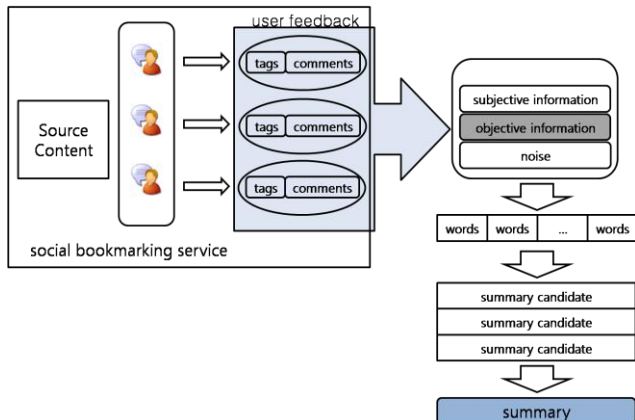 user feedback
tags comments
tags comments
tags comments
Source
Content
social bookmarking service
subjective information
objective information
noise
words words ... words
summary candidate
summary candidate
summary candidate
summary